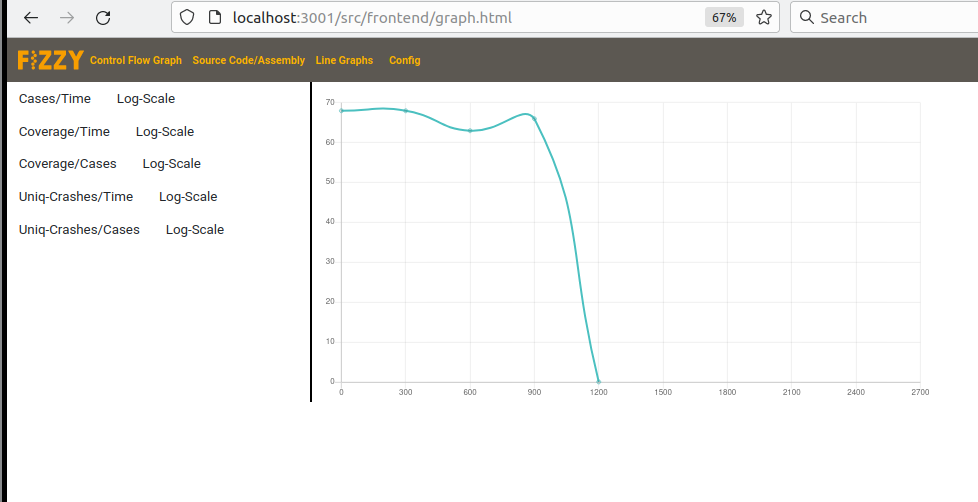 localhost:3001/src/frontend/graph.html 67% Search
FIZZY Control Flow Graph Source Code/Assembly Line Graphs Config
Cases/Time Log-Scale
Coverage/Time Log-Scale
Coverage/Cases Log-Scale
Uniq-Crashes/Time Log-Scale
Uniq-Crashes/Cases Log-Scale
70
60
50
40
30
20
10
0
0 300 600 900 1200 1500 1800 2100 2400 2700